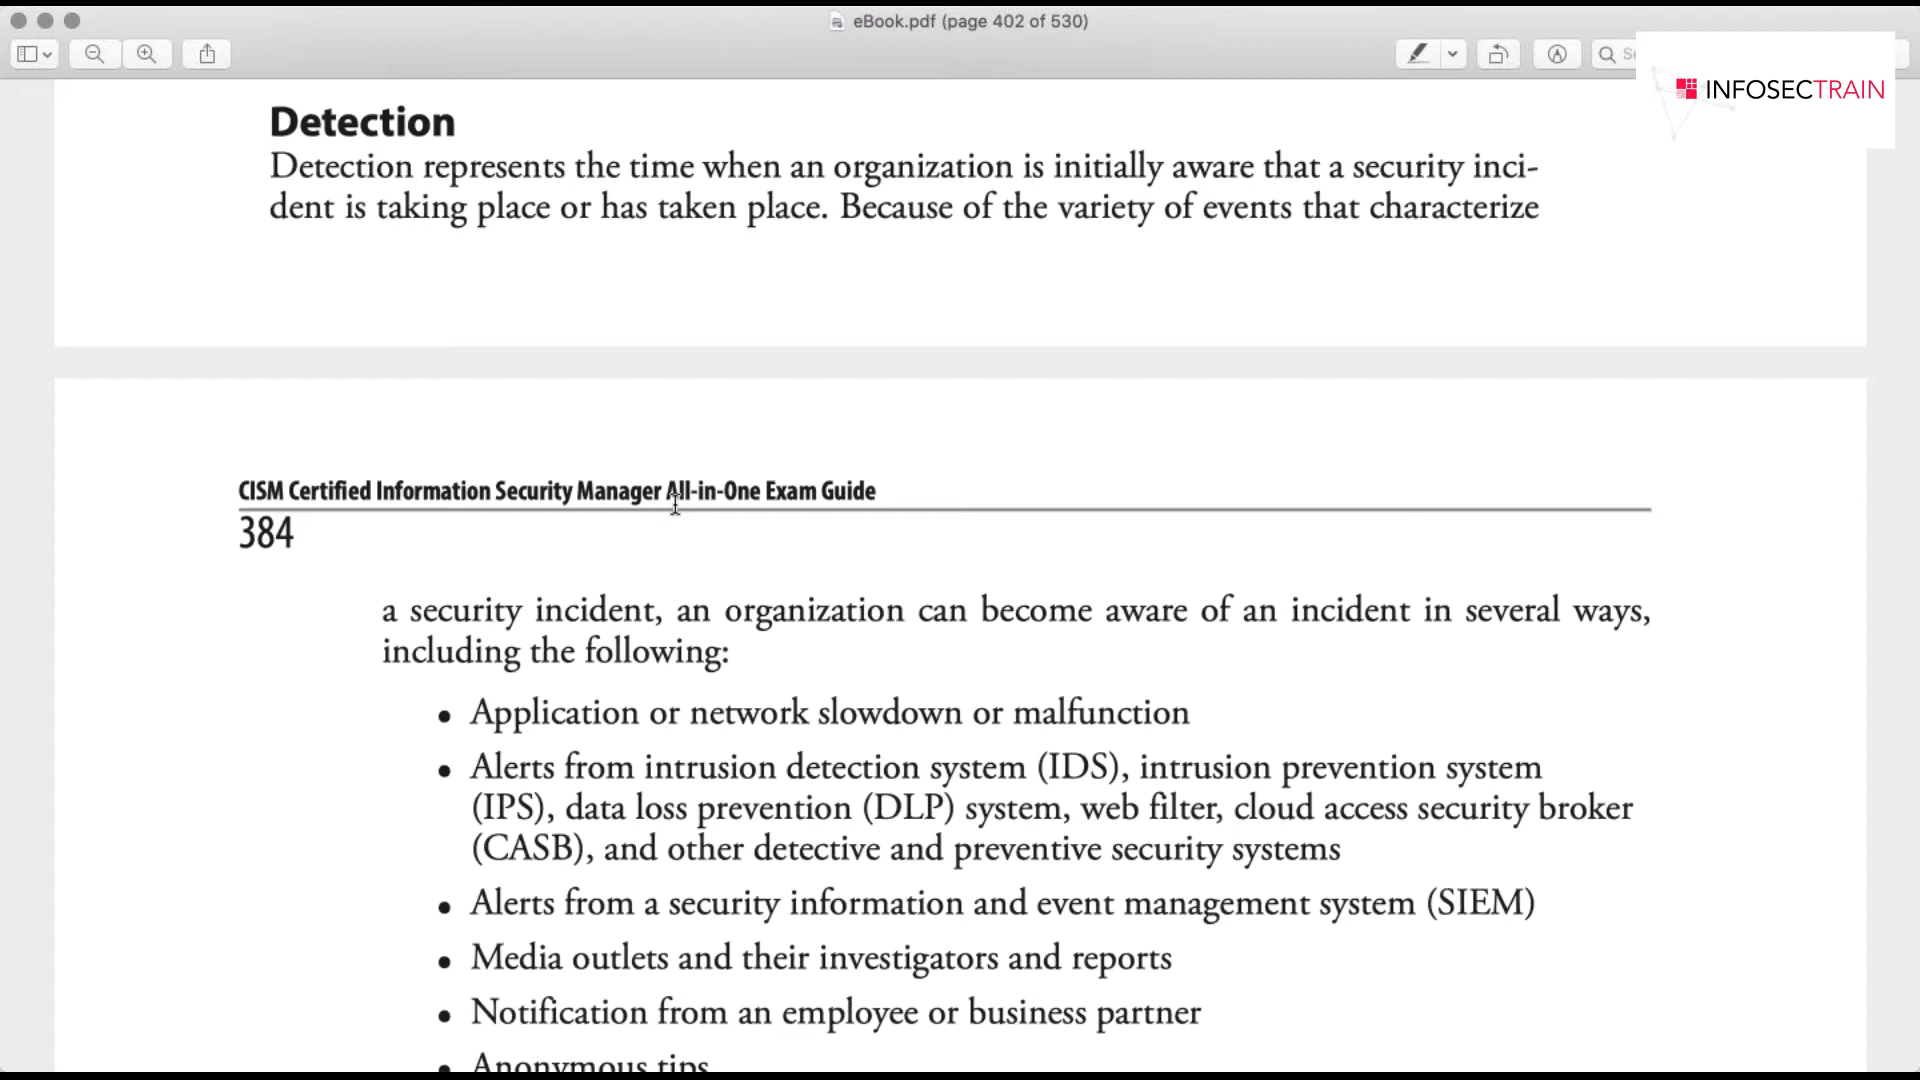 eBook.pdf (page 402 of 530)
INFOSECTRAIN
Detection
Detection represents the time when an organization is initially aware that a security inci-
dent is taking place or has taken place. Because of the variety of events that characterize
CISM Certified Information Security Manager All-in-One Exam Guide
384
a security incident, an organization can become aware of an incident in several ways,
including the following:
• Application or network slowdown or malfunction
• Alerts from intrusion detection system (IDS), intrusion prevention system
(IPS), data loss prevention (DLP) system, web filter, cloud access security broker
(CASB), and other detective and preventive security systems
• Alerts from a security information and event management system (SIEM)
• Media outlets and their investigators and reports
• Notification from an employee or business partner
• Anonymous tips